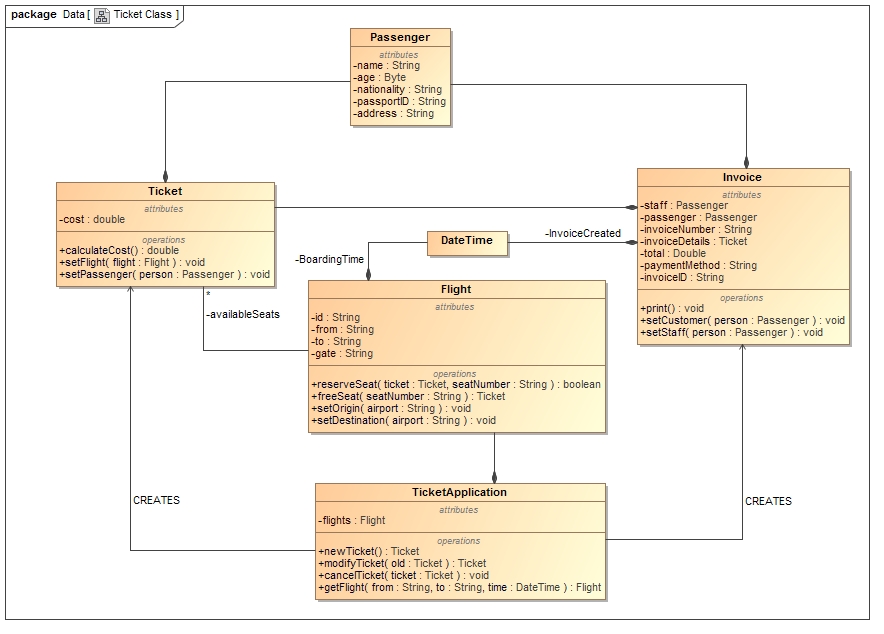 package Data [ Ticket Class ]
Passenger
attributes
-name : String
-age : Byte
-nationality : String
-passportID : String
-address : String
Ticket
attributes
-cost : double
operations
+calculateCost() : double
+setFlight( flight : Flight ) : void
+setPassenger( person : Passenger ) : void
Invoice
attributes
-staff : Passenger
-passenger : Passenger
-invoiceNumber : String
-invoiceDetails : Ticket
-total : Double
-paymentMethod : String
-invoiceID : String
operations
+print() : void
+setCustomer( person : Passenger ) : void
+setStaff( person : Passenger ) : void
DateTime
-InvoiceCreated
-BoardingTime
*
-availableSeats
Flight
attributes
-id : String
-from : String
-to : String
-gate : String
operations
+reserveSeat( ticket : Ticket, seatNumber : String ) : boolean
+freeSeat( seatNumber : String ) : Ticket
+setOrigin( airport : String ) : void
+setDestination( airport : String ) : void
CREATES
CREATES
TicketApplication
attributes
-flights : Flight
operations
+newTicket() : Ticket
+modifyTicket( old : Ticket ) : Ticket
+cancelTicket( ticket : Ticket ) : void
+getFlight( from : String, to : String, time : DateTime ) : Flight